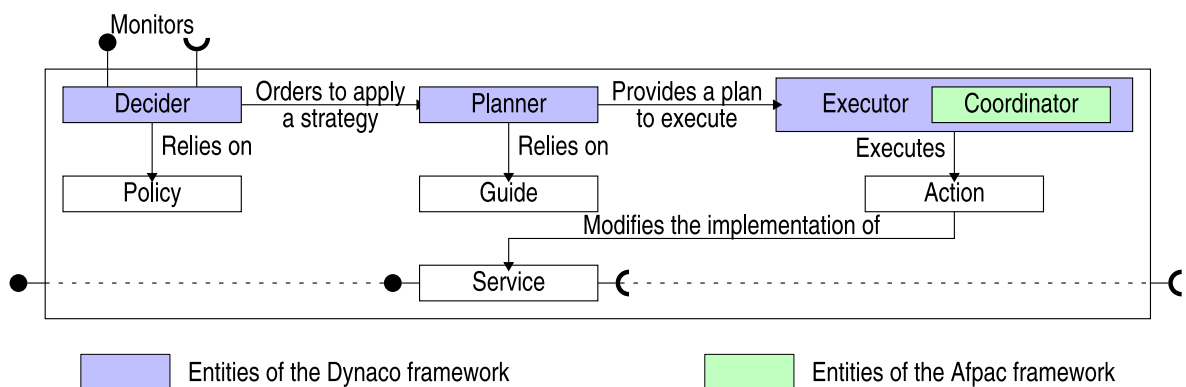 Monitors
Decider
Orders to apply
a strategy
Planner
Provides a plan
to execute
Executor
Coordinator
Relies on
Relies on
Executes
Policy
Guide
Action
Modifies the implementation of
Service
Entities of the Dynaco framework
Entities of the Afpac framework